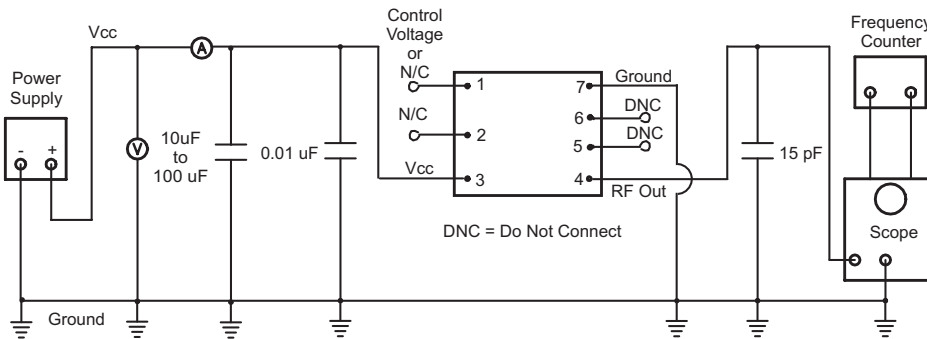 Control
Voltage
or
N/C
Frequency
Counter
Vcc
A
Power
Supply
1
7
Ground
N/C
6
DNC
-
+
V
10uF
to
100 uF
0.01 uF
2
5
DNC
15 pF
Vcc
3
4
RF Out
DNC = Do Not Connect
Scope
Ground